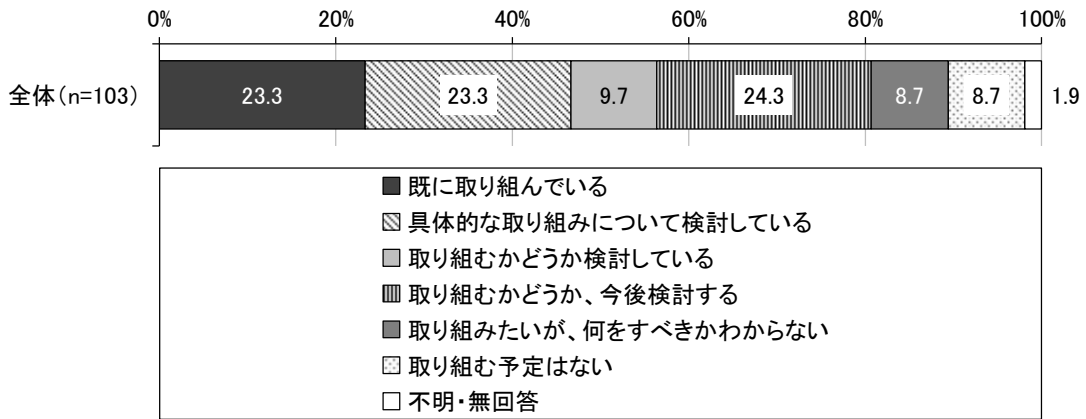 0% 20% 40% 60% 80% 100%
全体(n=103) 23.3 23.3 9.7 24.3 8.7 8.7 1.9
既に取り組んでいる
具体的な取り組みについて検討している
取り組むかどうか検討している
取り組むかどうか、今後検討する
取り組みたいが、何をすべきかわからない
取り組む予定はない
不明・無回答